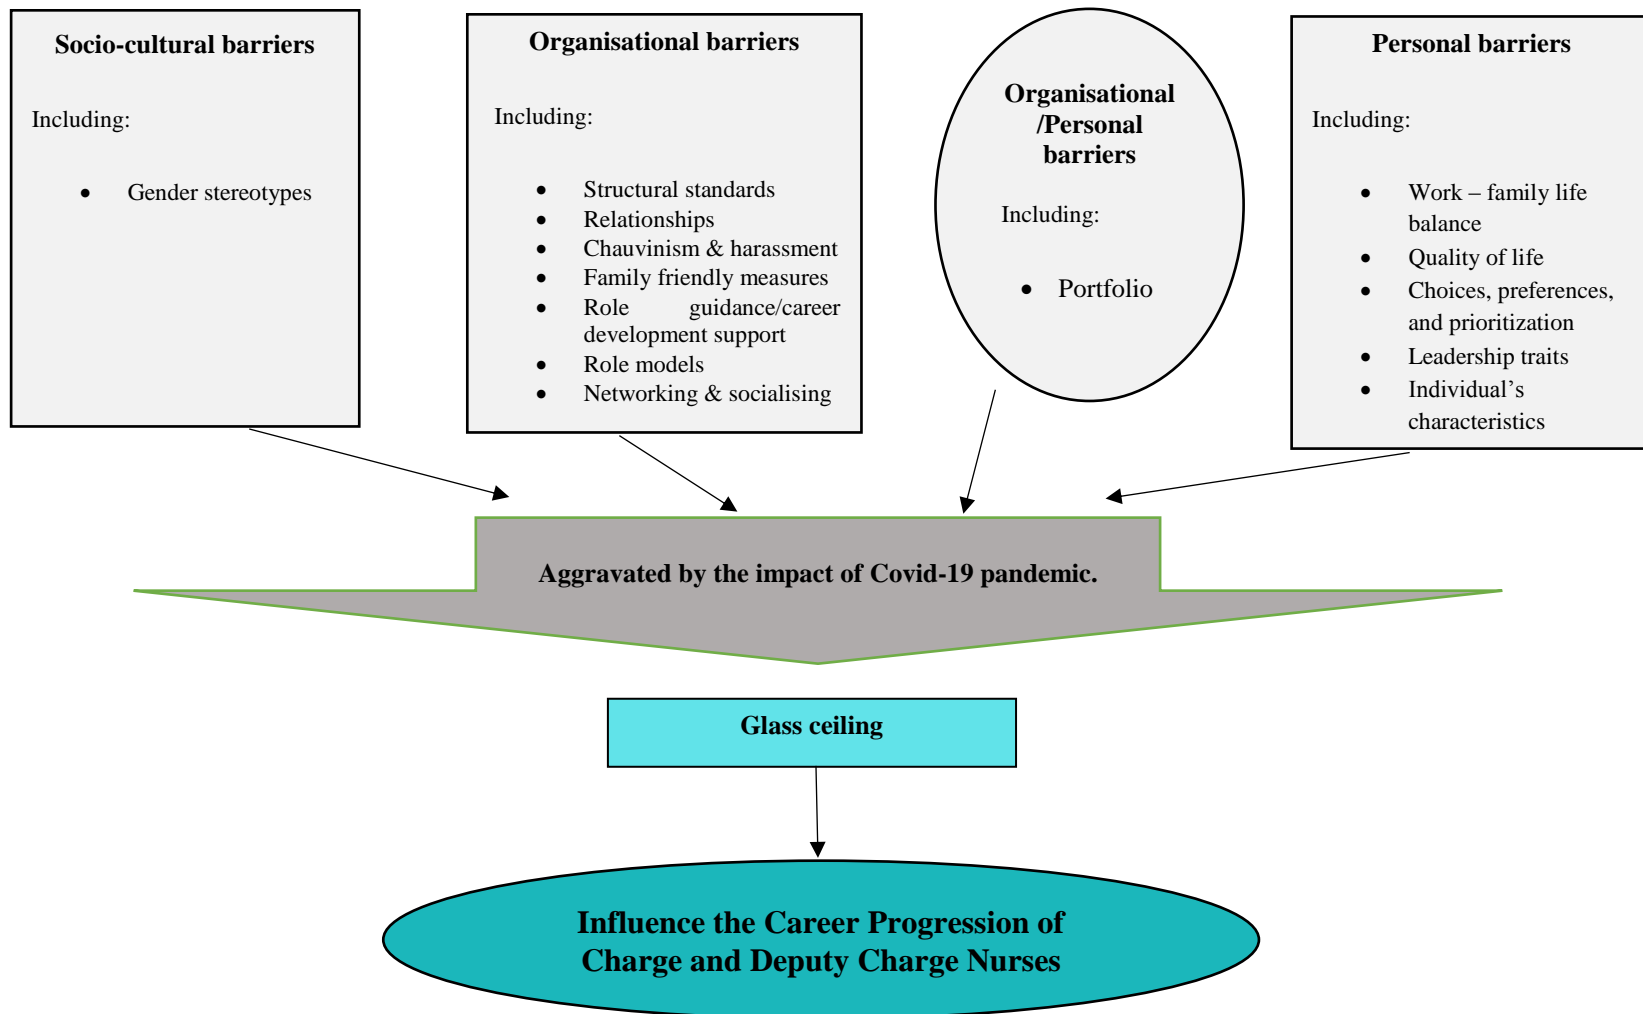 Socio-cultural barriers
Including:
• Gender stereotypes
Organisational barriers
Including:
• Structural standards
• Relationships
• Chauvinism & harassment
• Family friendly measures
• Role guidance/career
development support
• Role models
• Networking & socialising
Organisational
/Personal
barriers
Including:
• Portfolio
Personal barriers
Including:
• Work – family life
balance
• Quality of life
• Choices, preferences,
and prioritization
• Leadership traits
• Individual’s
characteristics
Aggravated by the impact of Covid-19 pandemic.
Glass ceiling
Influence the Career Progression of
Charge and Deputy Charge Nurses